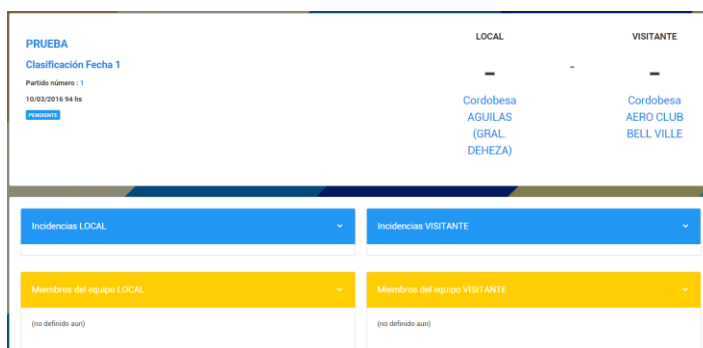 PRUEBA
Clasificación Fecha 1
Partido número : 1
10/03/2016 94 hs
PENDIENTE
LOCAL
VISITANTE
-
-
-
Cordobesa
AGUILAS
(GRAL.
DEHEZA)
Cordobesa
AERO CLUB
BELL VILLE
Incidencias LOCAL
Incidencias VISITANTE
Miembros del equipo LOCAL
Miembros del equipo VISITANTE
(no definido aun)
(no definido aun)